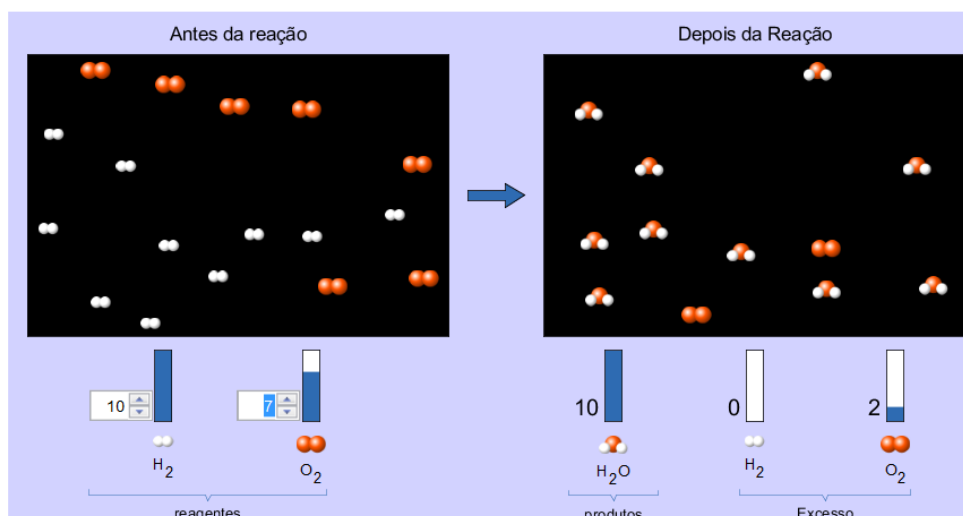 Antes da reação
Depois da Reação
10
7
10
0
2
H2
O2
H2O
H2
O2
reagentes
produtos
Excesso